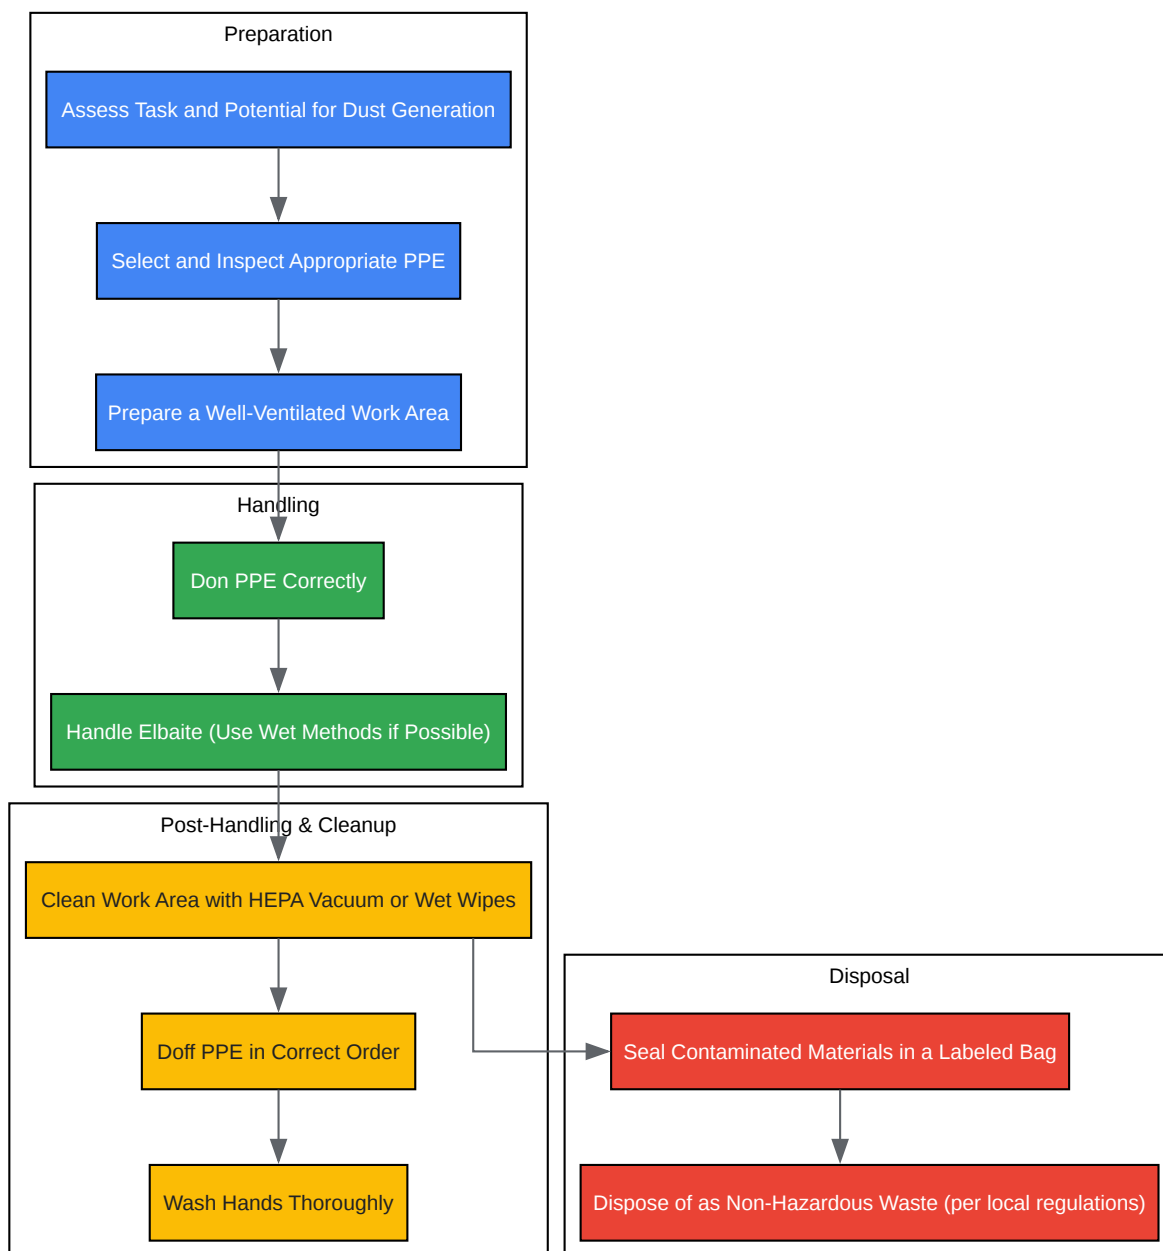 Preparation
Assess Task and Potential for Dust Generation
Select and Inspect Appropriate PPE
Prepare a Well-Ventilated Work Area
Handling
Don PPE Correctly
Handle Elbaite (Use Wet Methods if Possible)
Post-Handling & Cleanup
Clean Work Area with HEPA Vacuum or Wet Wipes
Doff PPE in Correct Order
Wash Hands Thoroughly
Disposal
Seal Contaminated Materials in a Labeled Bag
Dispose of as Non-Hazardous Waste (per local regulations)